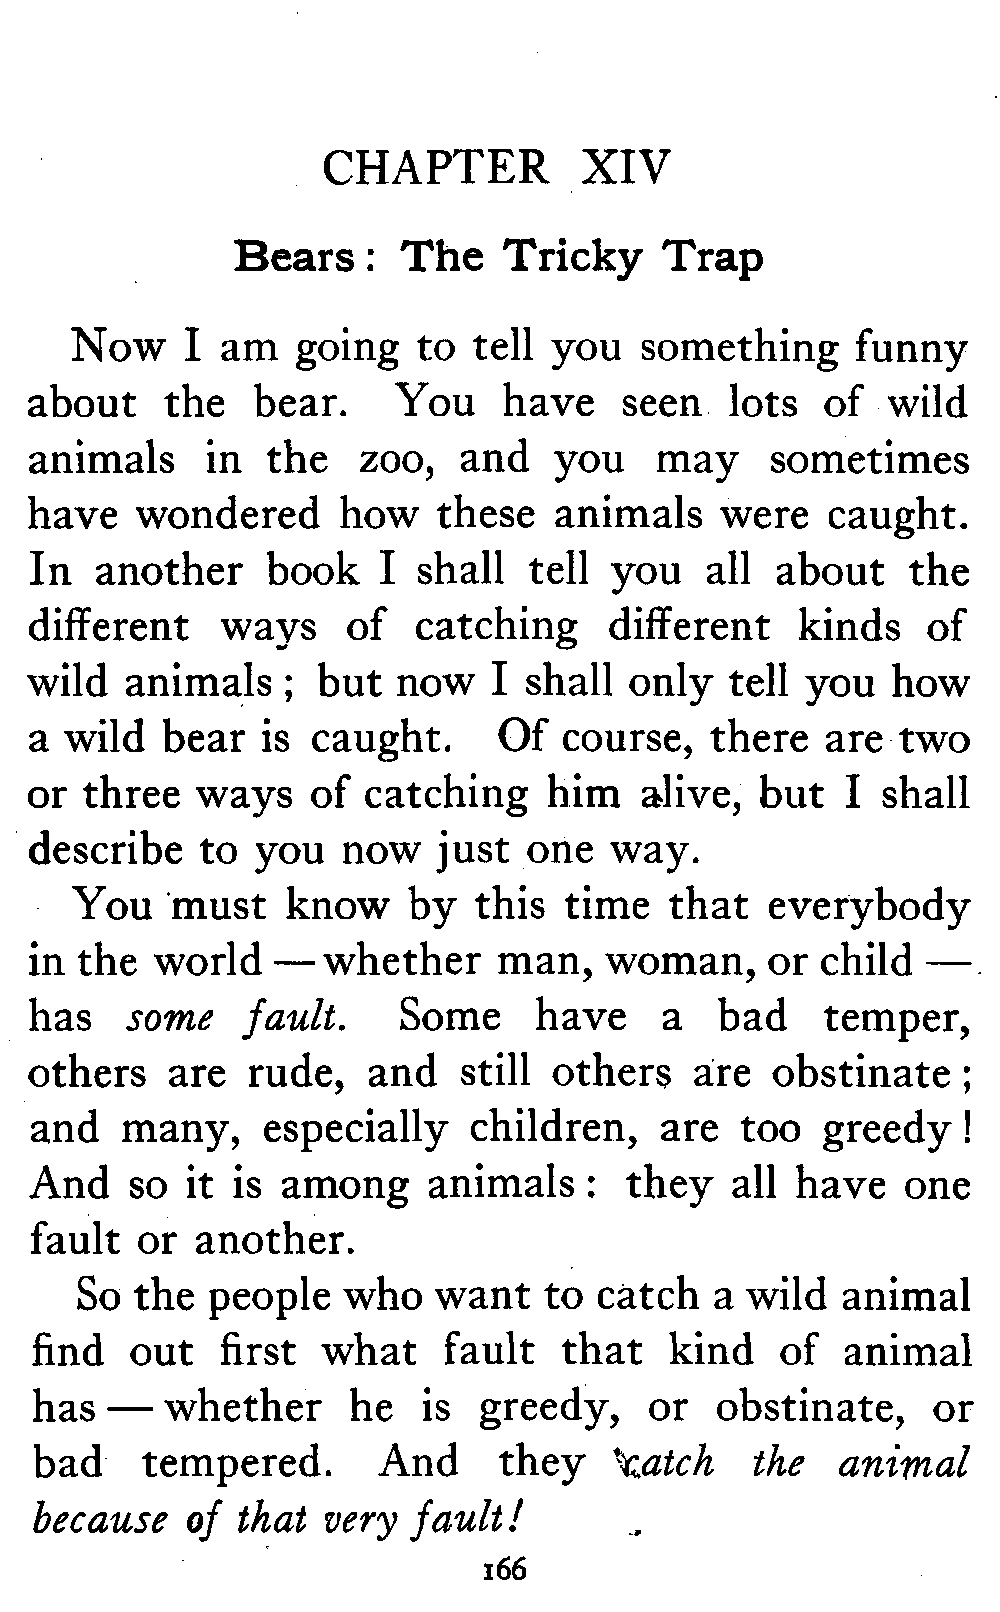 CHAPTER XIV
Bears: The Tricky Trap
Now I am going to tell you something funny
about the bear. You have seen lots of wild
animals in the zoo, and you may sometimes
have wondered how these animals were caught.
In another book I shall tell you all about the
different ways of catching different kinds of
wild animals; but now I shall only tell you how
a wild bear is caught. Of course, there are two
or three ways of catching him alive, but I shall
describe to you now just one way.
You must know by this time that everybody
in the world — whether man, woman, or child —
has some fault. Some have a bad temper,
others are rude, and still others are obstinate;
and many, especially children, are too greedy!
And so it is among animals: they all have one
fault or another.
So the people who want to catch a wild animal
find out first what fault that kind of animal
has — whether he is greedy, or obstinate, or
bad tempered. And they catch the animal
because of that very fault!
166